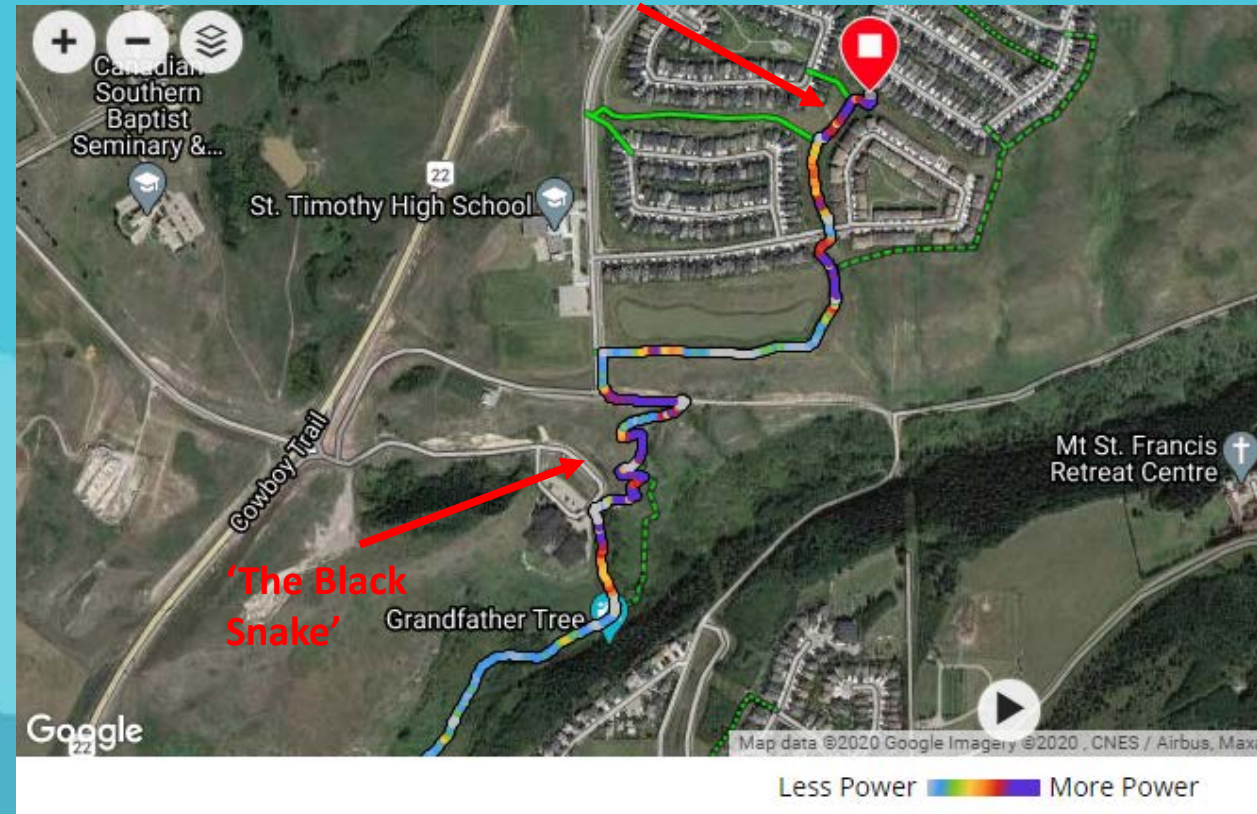 + −
Canadian
Southern
Baptist
Seminary &...
22
St. Timothy High School
Cowboy Trail
Mt St. Francis
Retreat Centre
'The Black
Snake'
Grandfather Tree
Google
22
Map data ©2020 Google Imagery ©2020 , CNES / Airbus, Maxa
Less Power More Power